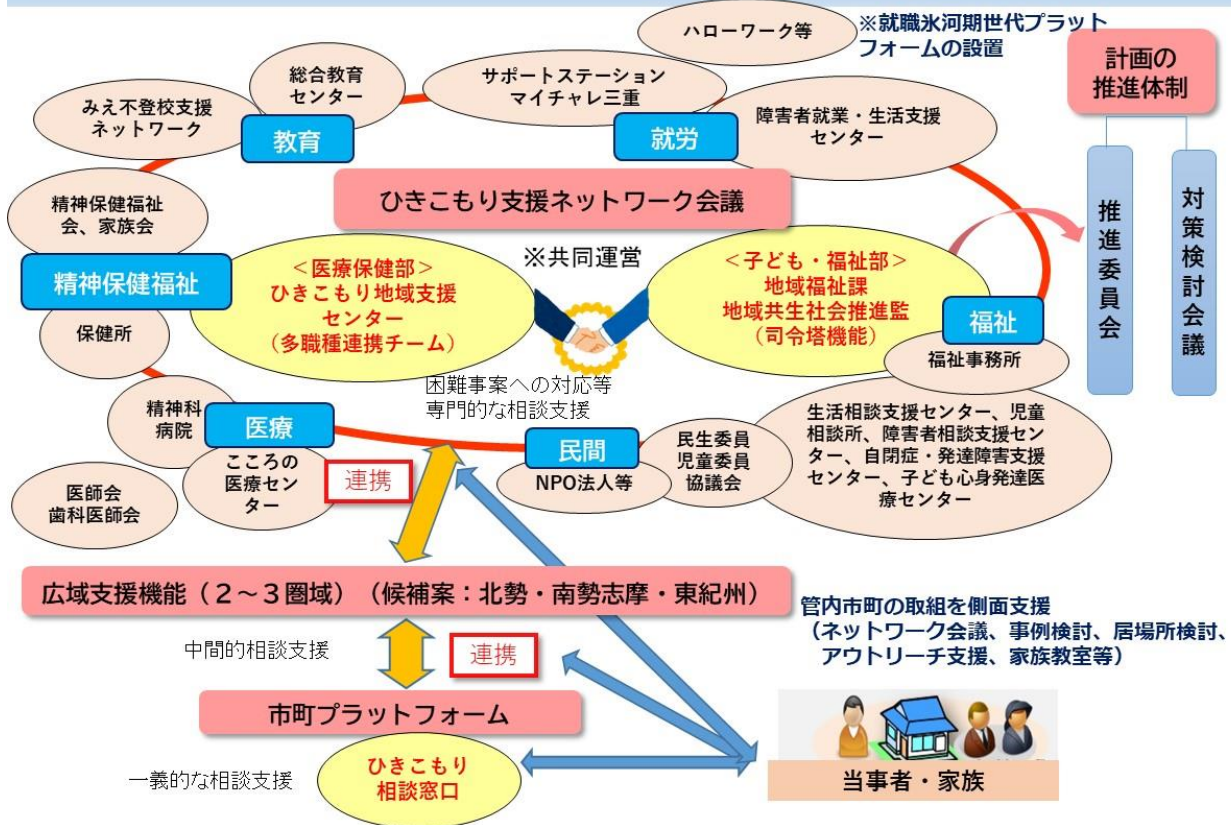 ハローワーク等
※就職氷河期世代プラット
フォームの設置
計画の
推進体制
総合教育
センター
サポートステーション
マイチャレ三重
みえ不登校支援
ネットワーク
教育
就労
障害者就業・生活支援
センター
ひきこもり支援ネットワーク会議
精神保健福祉
会、家族会
推進委員会
対策検討会議
※共同運営
＜医療保健部＞
ひきこもり地域支援
センター
（多職種連携チーム）
＜子ども・福祉部＞
地域福祉課
地域共生社会推進監
（司令塔機能）
精神保健福祉
福祉
保健所
福祉事務所
困難事案への対応等
専門的な相談支援
精神科
病院
医療
民間
民生委員
児童委員
協議会
生活相談支援センター、児童
相談所、障害者相談支援セン
ター、自閉症・発達障害支援
センター、子ども心身発達医
療センター
こころの
医療セン
ター
連携
NPO法人等
医師会
歯科医師会
広域支援機能（２～３圏域）（候補案：北勢・南勢志摩・東紀州）
管内市町の取組を側面支援
（ネットワーク会議、事例検討、居場所検討、
アウトリーチ支援、家族教室等）
中間的相談支援
連携
市町プラットフォーム
一義的な相談支援
ひきこもり
相談窓口
当事者・家族